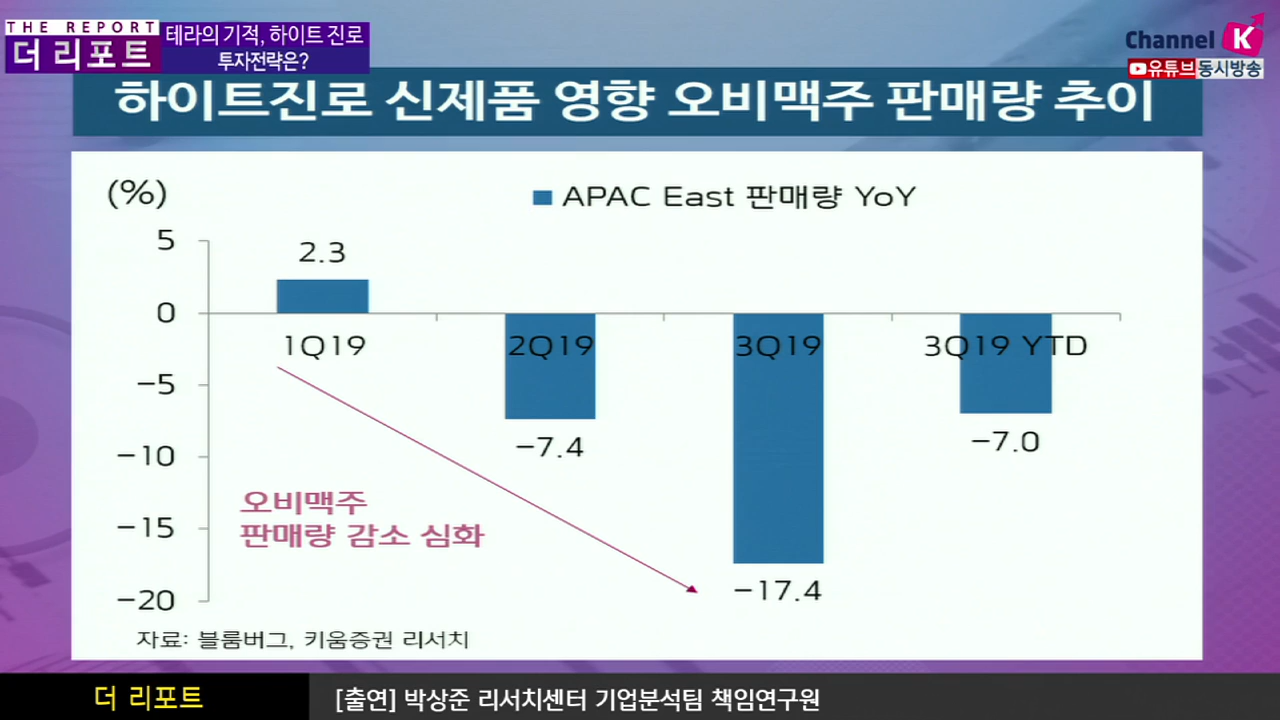 THE REPORT
더 리포트
테라의 기적, 하이트 진로
투자전략은?
Channel K
유튜브 동시방송
하이트진로 신제품 영향 오비맥주 판매량 추이
(%)
APAC East 판매량 YoY
5
0
-5
-10
-15
-20
2.3
1Q19
2Q19
3Q19
3Q19 YTD
-7.4
-17.4
-7.0
오비맥주
판매량 감소 심화
자료: 블룸버그, 키움증권 리서치
더 리포트
[출연] 박상준 리서치센터 기업분석팀 책임연구원